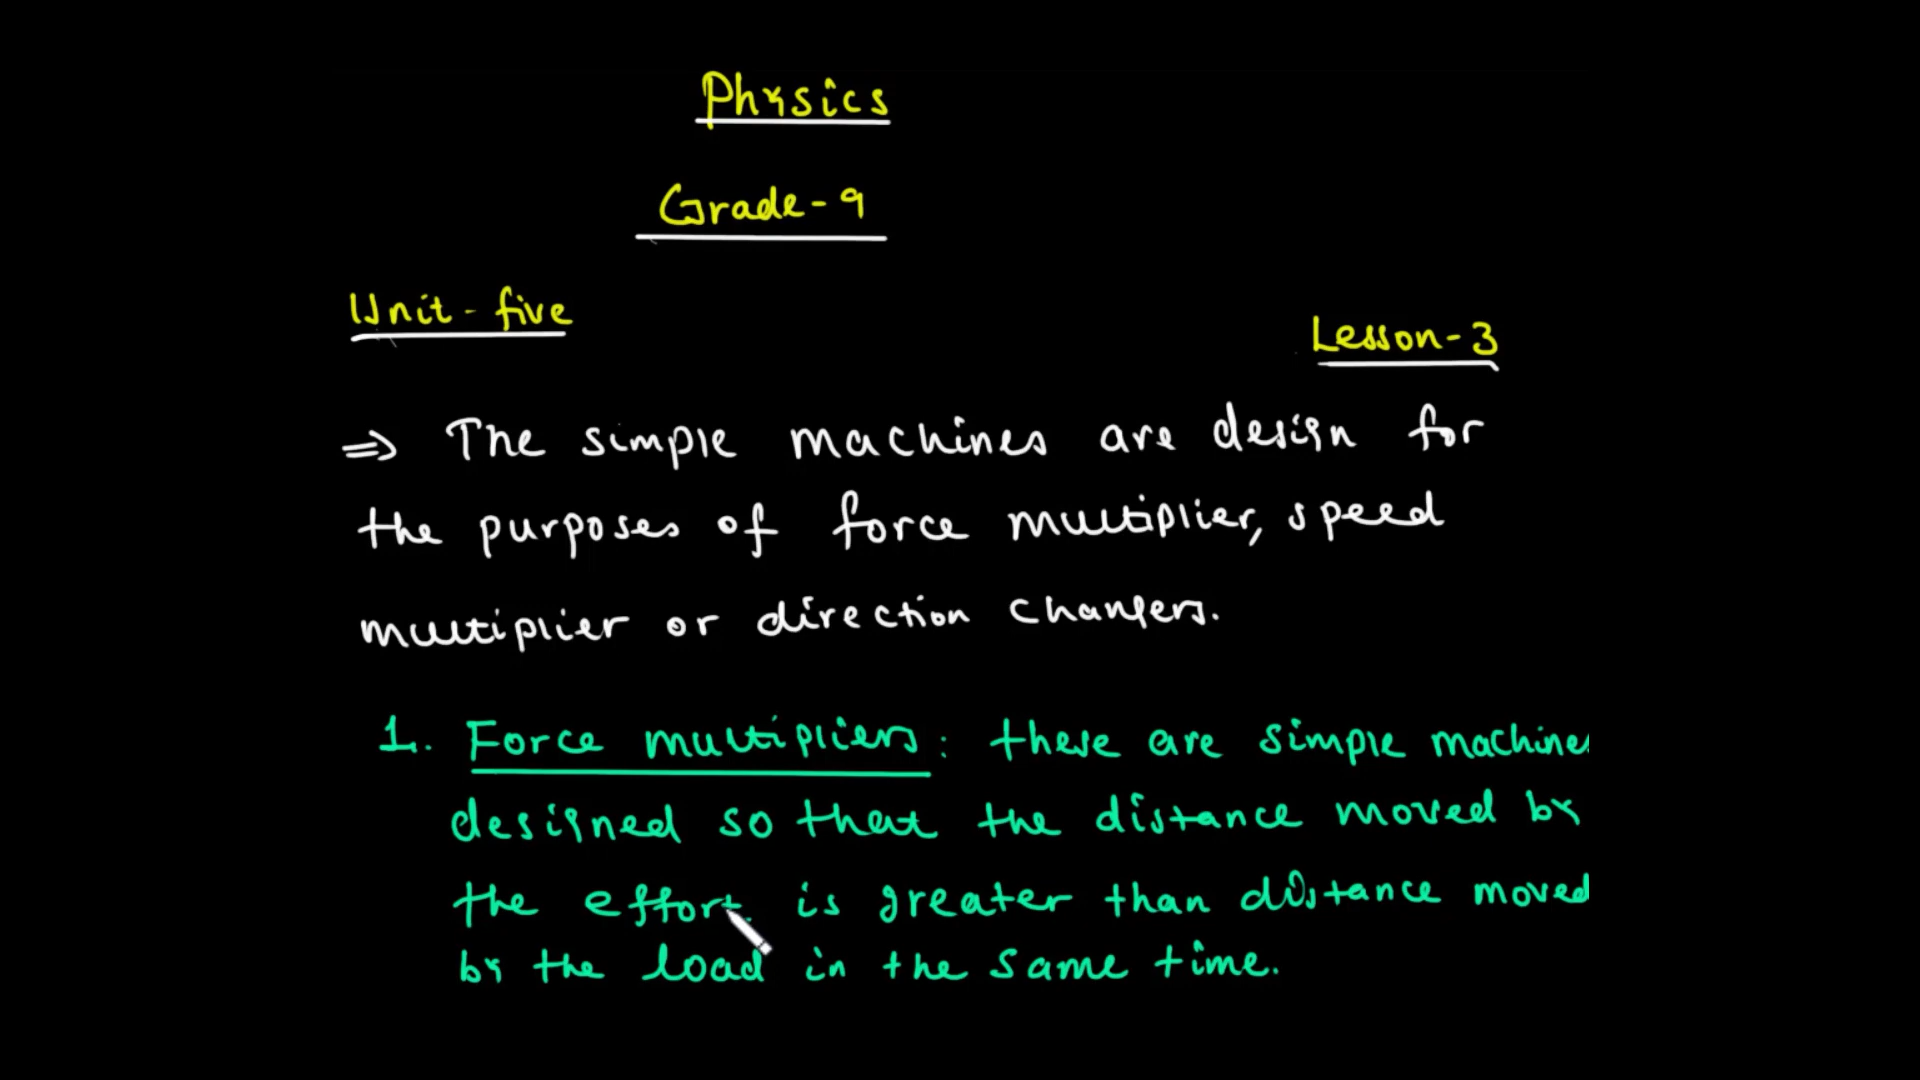 Physics
Grade-9
Unit-five
Lesson-3
⇒ The simple machines are design for
the purposes of force multiplier, speed
multiplier or direction changers.
1. Force multipliers: these are simple machines
designed so that the distance moved by
the effort is greater than distance moved
by the load in the same time.